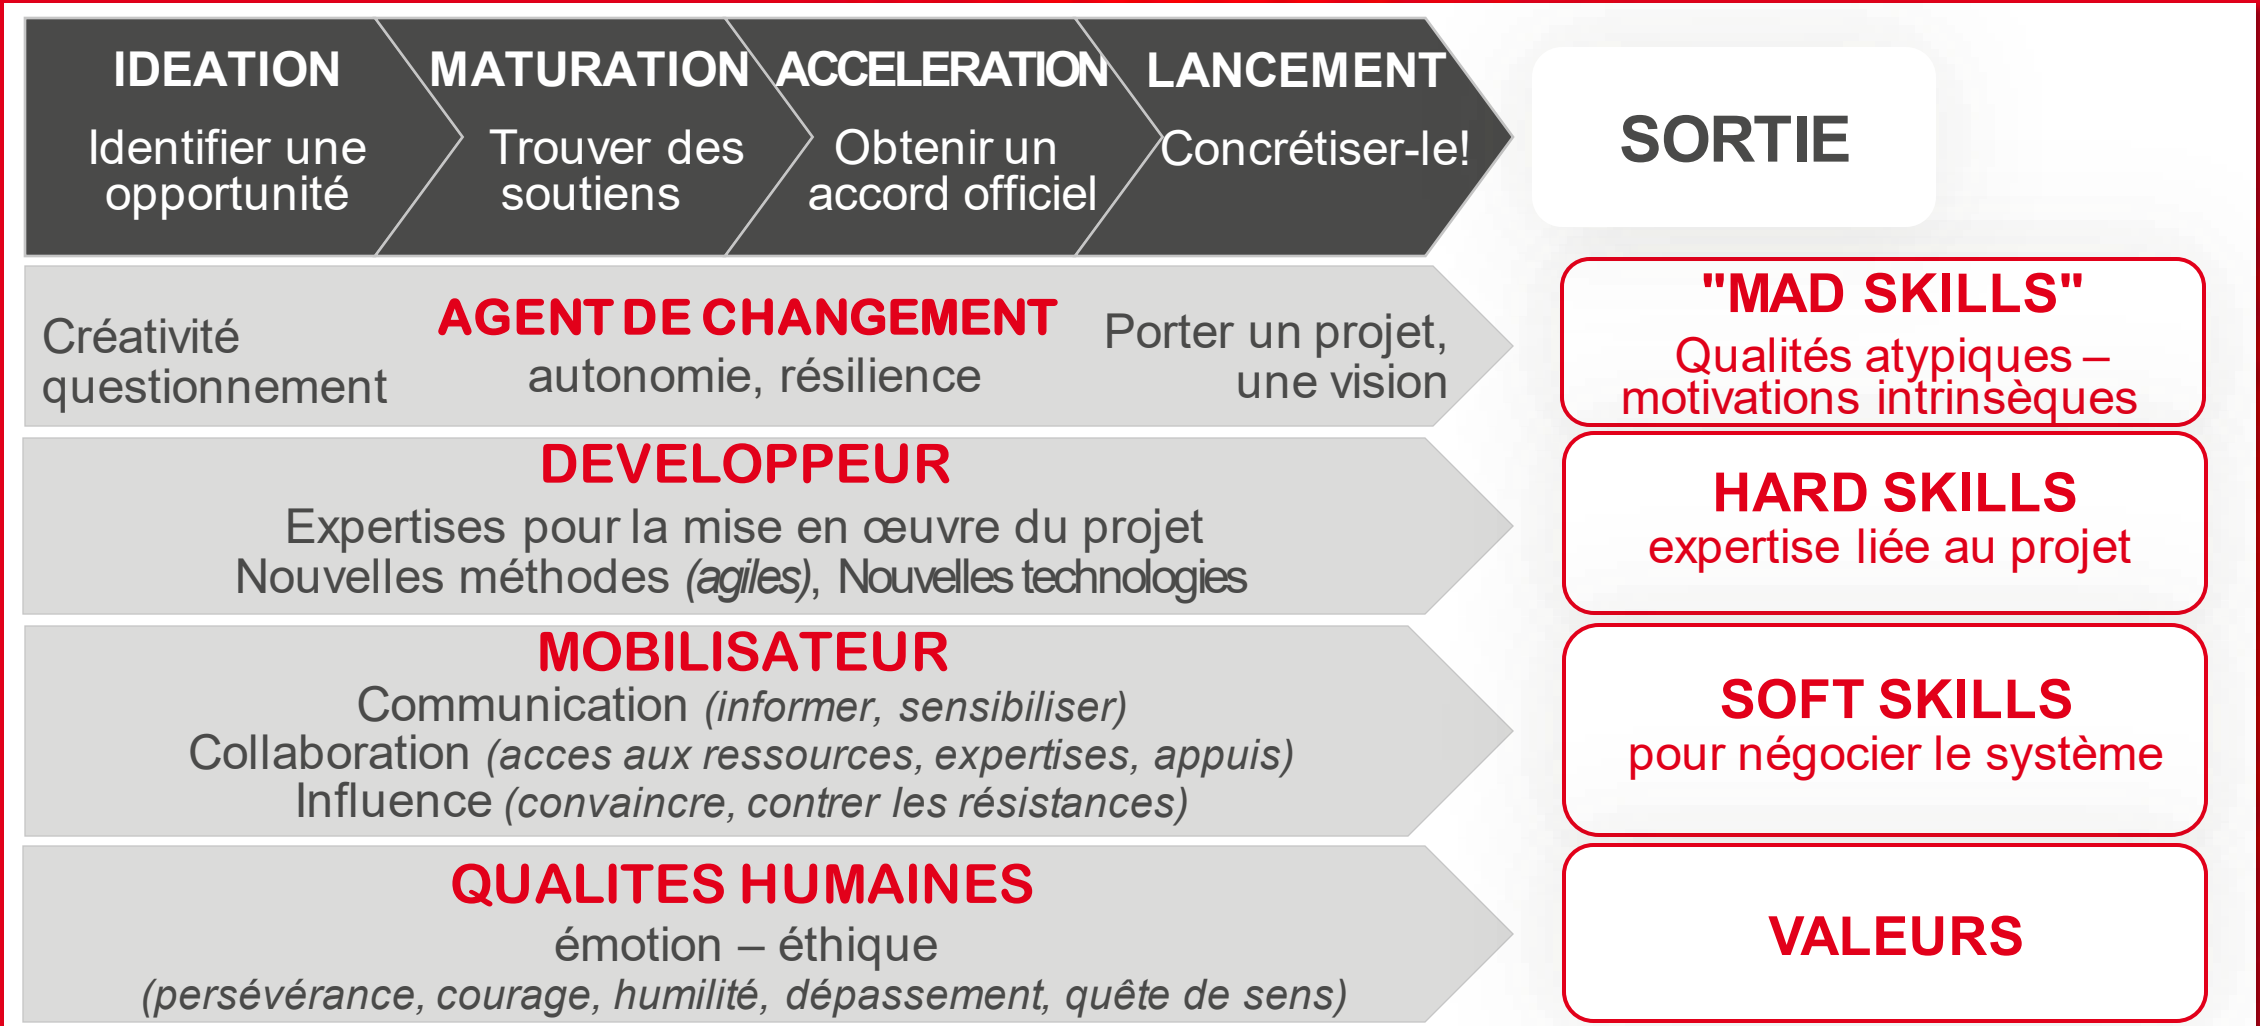 IDEATION
Identifier une
opportunité
MATURATION
Trouver des
soutiens
ACCELERATION
Obtenir un
accord officiel
LANCEMENT
Concrétiser-le!
SORTIE
Créativité
questionnement
AGENT DE CHANGEMENT
autonomie, résilience
Porter un projet,
une vision
"MAD SKILLS"
Qualités atypiques –
motivations intrinsèques
DEVELOPPEUR
Expertises pour la mise en œuvre du projet
Nouvelles méthodes (agiles), Nouvelles technologies
HARD SKILLS
expertise liée au projet
MOBILISATEUR
Communication (informer, sensibiliser)
Collaboration (acces aux ressources, expertises, appuis)
Influence (convaincre, contrer les résistances)
SOFT SKILLS
pour négocier le système
QUALITES HUMAINES
émotion – éthique
(persévérance, courage, humilité, dépassement, quête de sens)
VALEURS